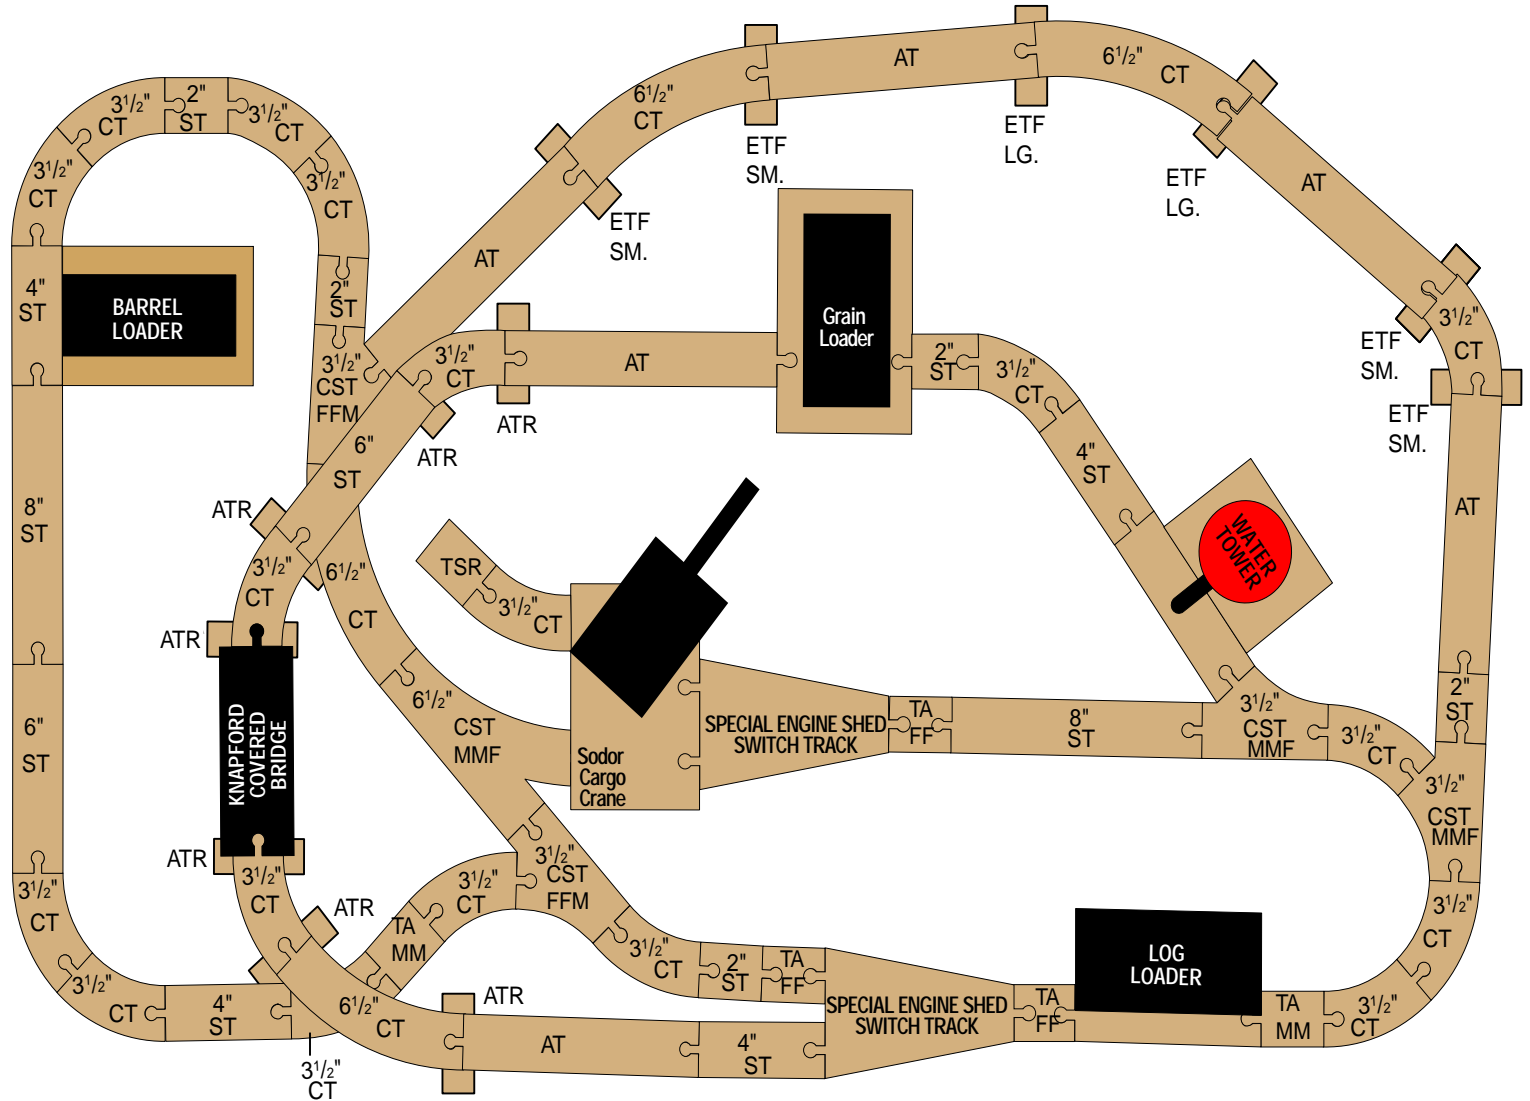 3½"
CT
2"
ST
3½"
CT
3½"
CT
3½"
CT
4"
ST
BARREL
LOADER
2"
ST
3½"
CST
FFM
8"
ST
6"
ST
3½"
CT
3½"
CT
4"
ST
3½"
CT
AT
6½"
CT
ETF
SM.
ETF
SM.
AT
ETF
LG.
6½"
CT
ETF
LG.
AT
ETF
SM.
3½"
CT
ETF
SM.
AT
2"
ST
3½"
CST
MMF
3½"
CT
3½"
CT
3½"
CT
ATR
ATR
AT
Grain
Loader
2"
ST
3½"
CT
4"
ST
WATER
TOWER
6"
ST
ATR
3½"
CT
ATR
KNAPFORD
COVERED
BRIDGE
ATR
3½"
CT
ATR
6½"
CT
6½"
CST
MMF
TSR
3½"
CT
Sodor
Cargo
Crane
SPECIAL ENGINE SHED
SWITCH TRACK
TA
FF
8"
ST
3½"
CST
MMF
3½"
CT
3½"
CST
FFM
3½"
CT
TA
MM
3½"
CT
2"
ST
TA
FF
6½"
CT
ATR
AT
4"
ST
SPECIAL ENGINE SHED
SWITCH TRACK
TA
FF
LOG
LOADER
TA
MM